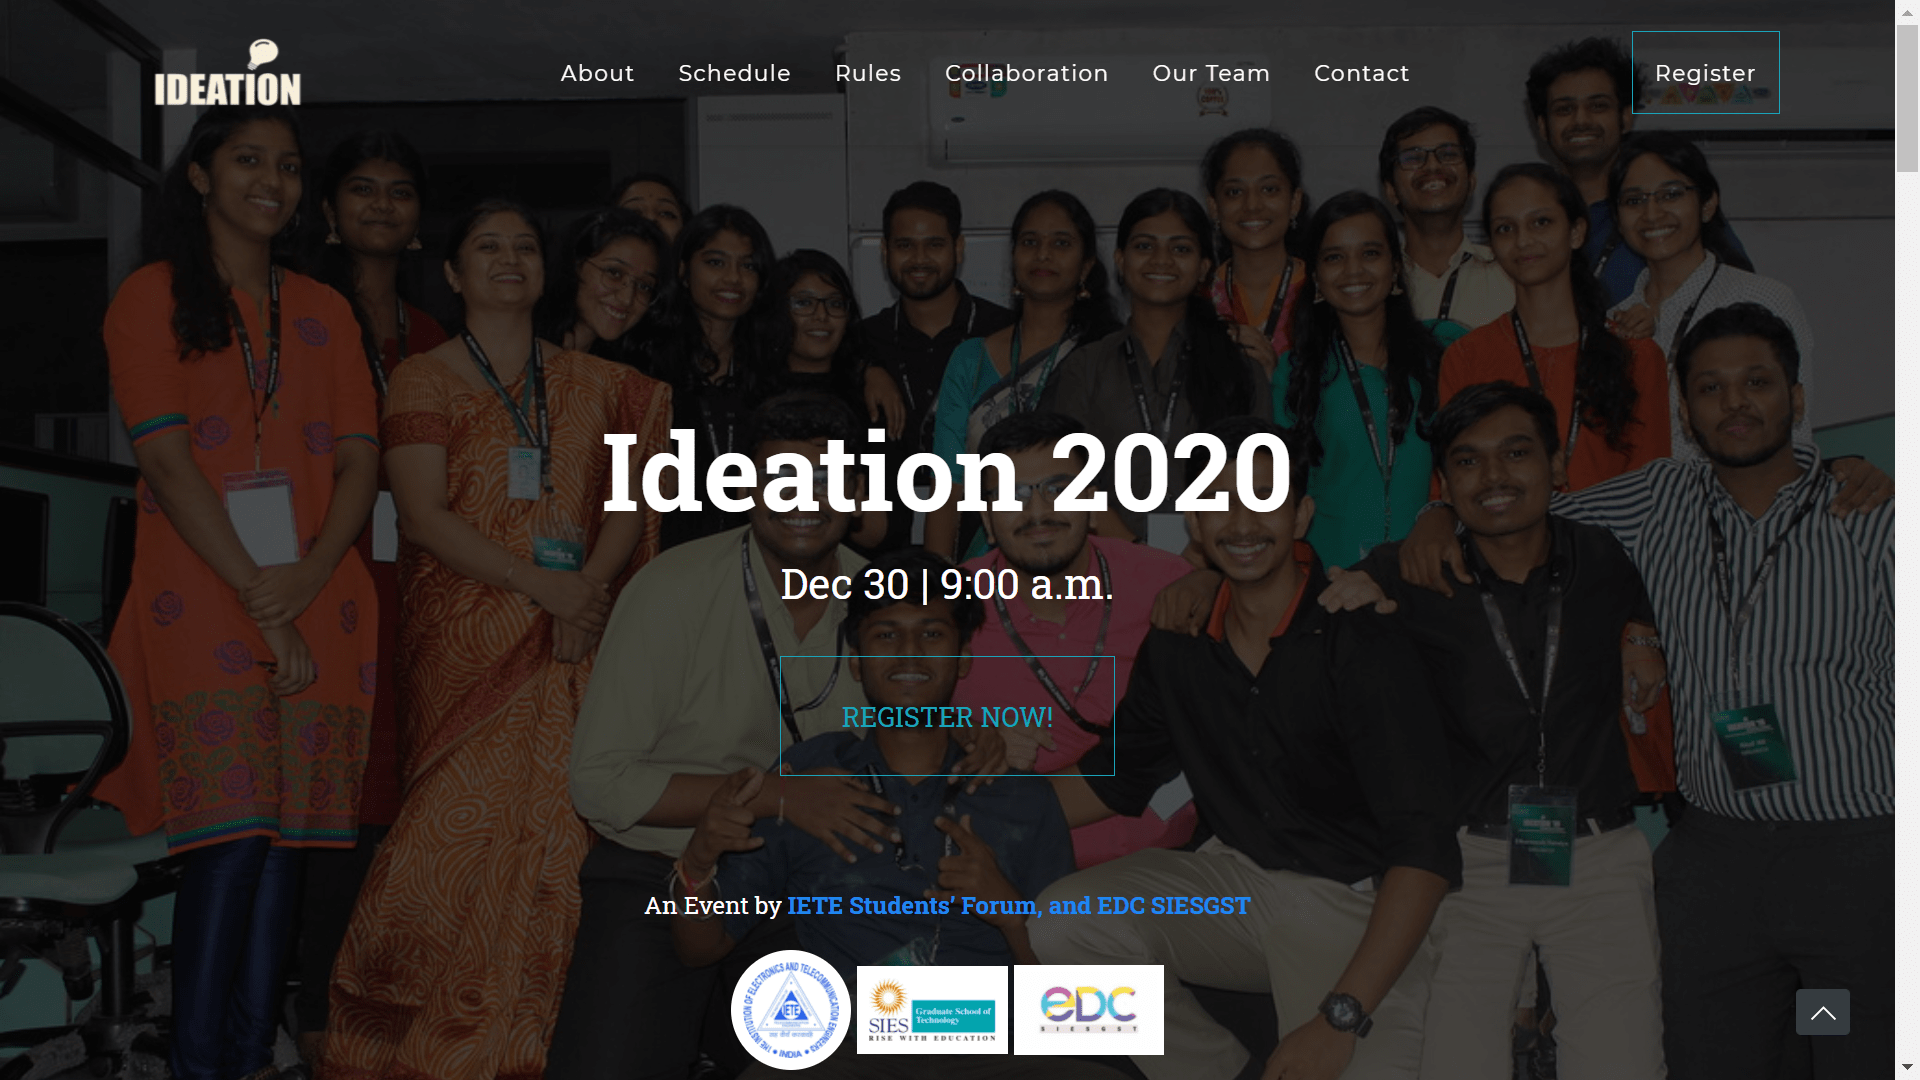 IDEATION
About
Schedule
Rules
Collaboration
Our Team
Contact
Register
Ideation 2020
Dec 30 | 9:00 a.m.
REGISTER NOW!
An Event by IETE Students’ Forum, and EDC SIESGST
THE INSTITUTION OF ELECTRONICS AND TELECOMMUNICATION ENGINEERS
IETE
INDIA
SIES
Graduate School of
Technology
RISE WITH EDUCATION
eDC
SIESGST